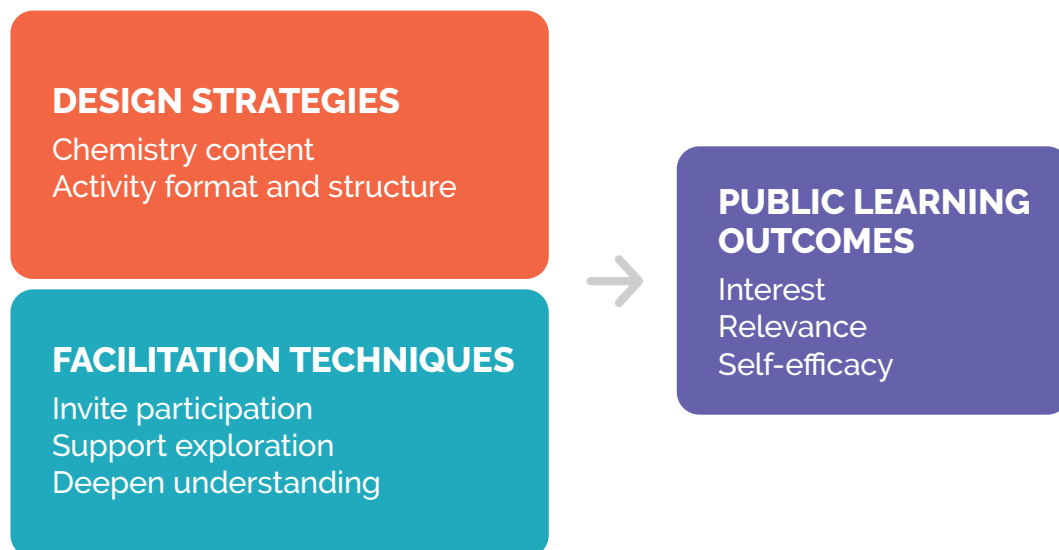 DESIGN STRATEGIES
Chemistry content
Activity format and structure
FACILITATION TECHNIQUES
Invite participation
Support exploration
Deepen understanding
PUBLIC LEARNING
OUTCOMES
Interest
Relevance
Self-efficacy